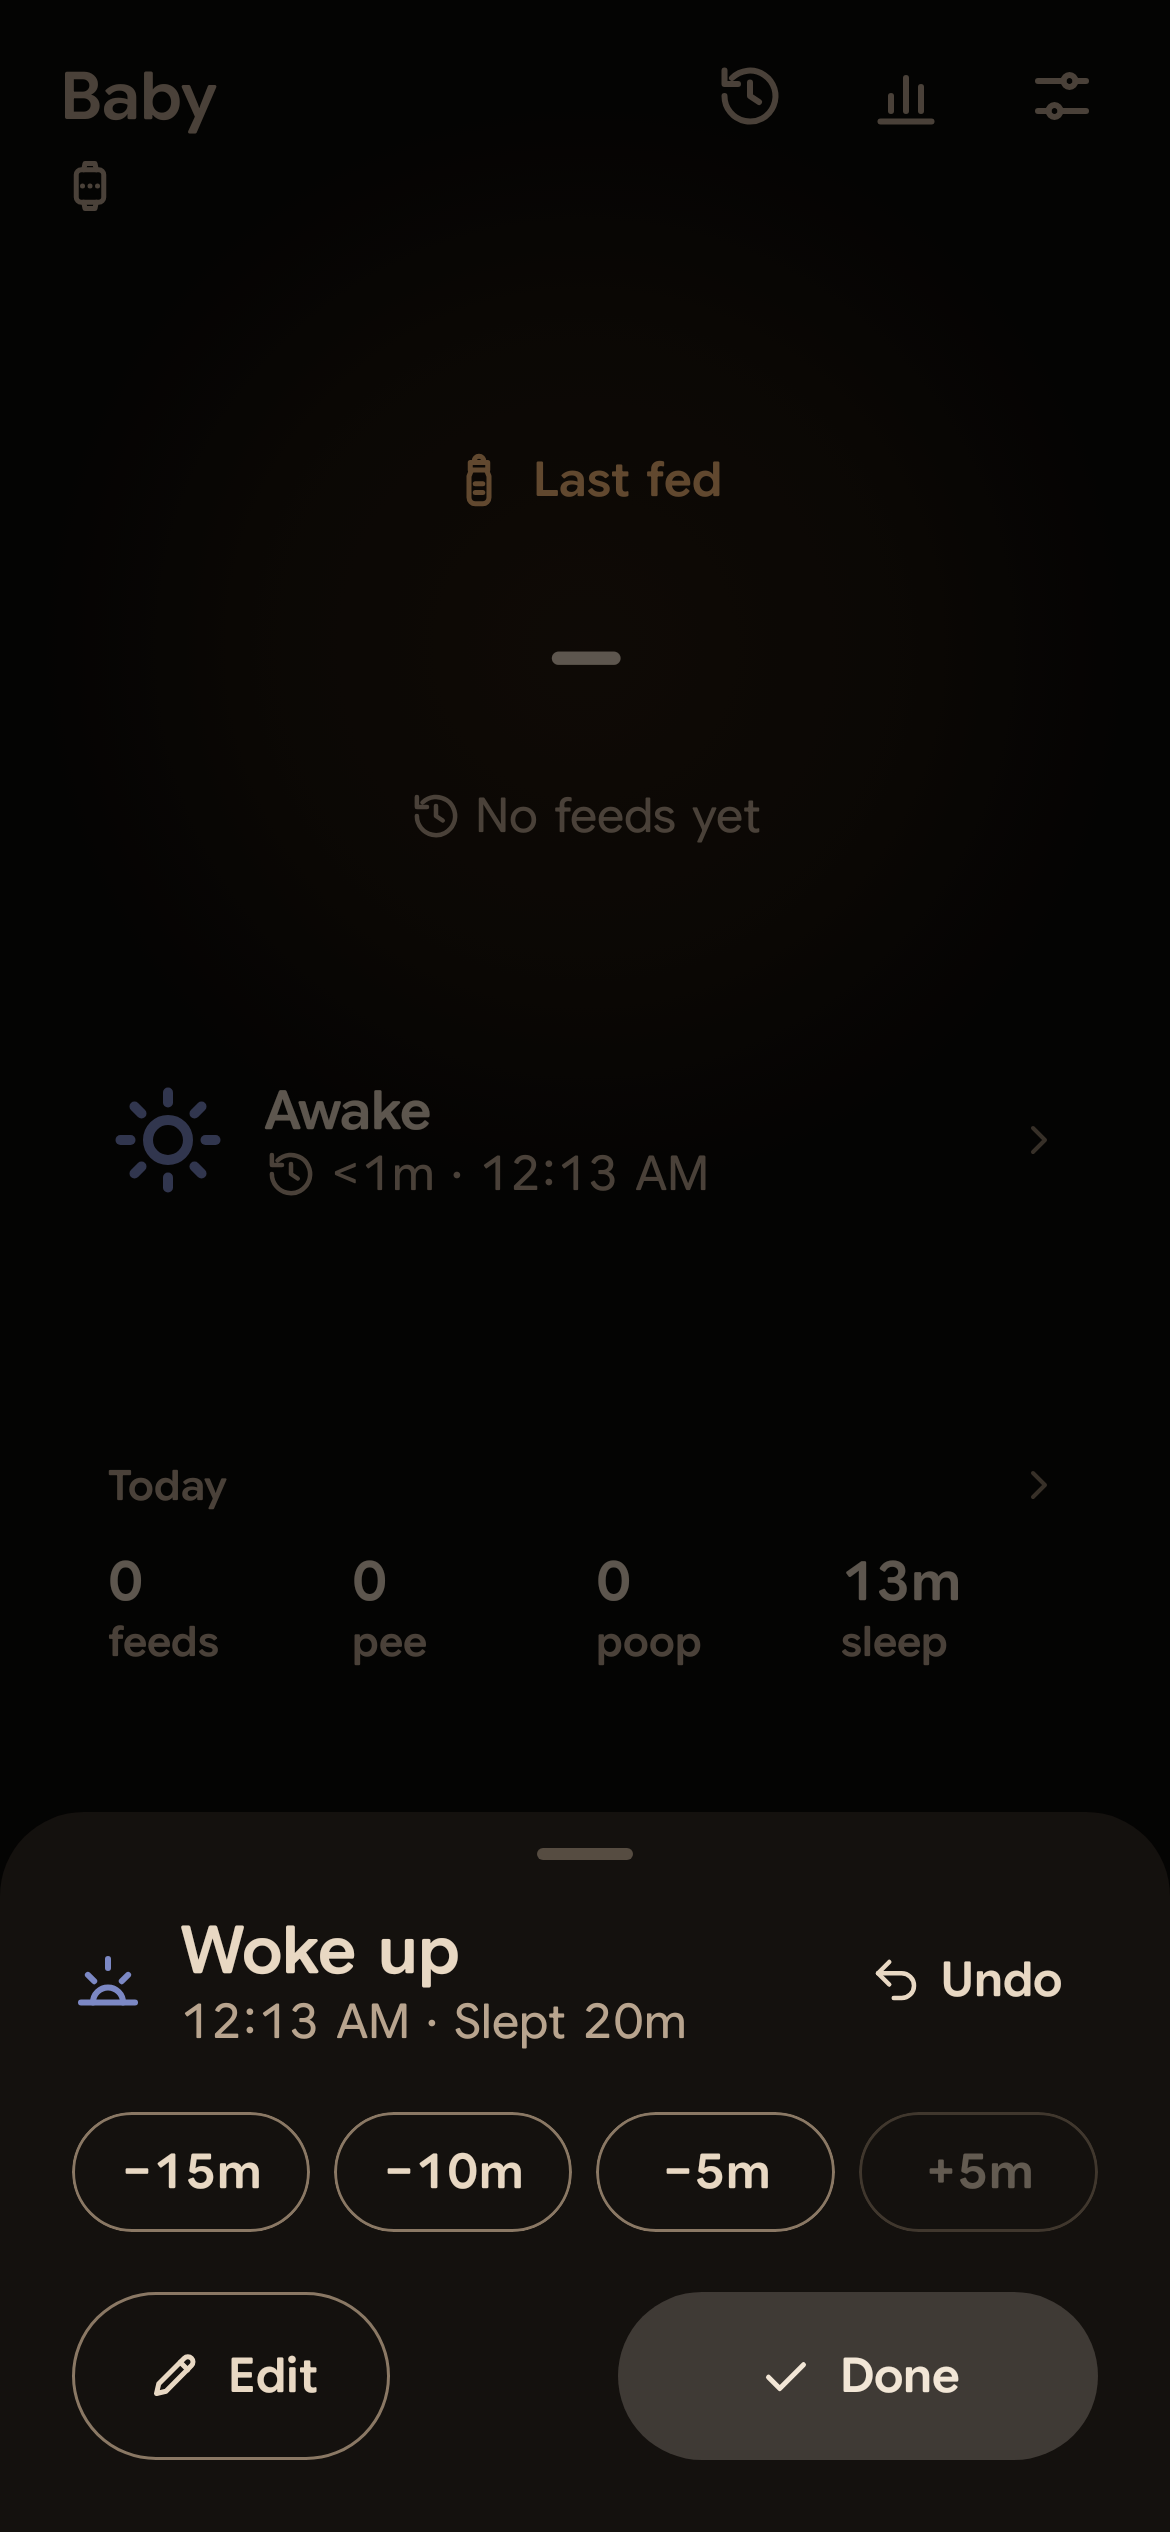 Baby
Last fed
–
No feeds yet
Awake
<1m · 12:13 AM
Today
0 0 0 13m
feeds pee poop sleep
Woke up
Undo
12:13 AM · Slept 20m
−15m −10m −5m +5m
Edit Done